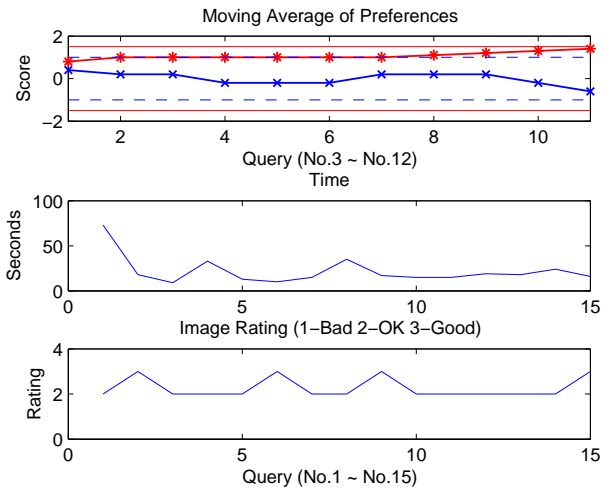 Moving Average of Preferences
2
0
−2
Score
2 4 6 8 10
Query (No.3 ~ No.12)
Time
100
50
0
Seconds
0 5 10 15
Image Rating (1−Bad 2−OK 3−Good)
4
2
0
Rating
0 5 10 15
Query (No.1 ~ No.15)